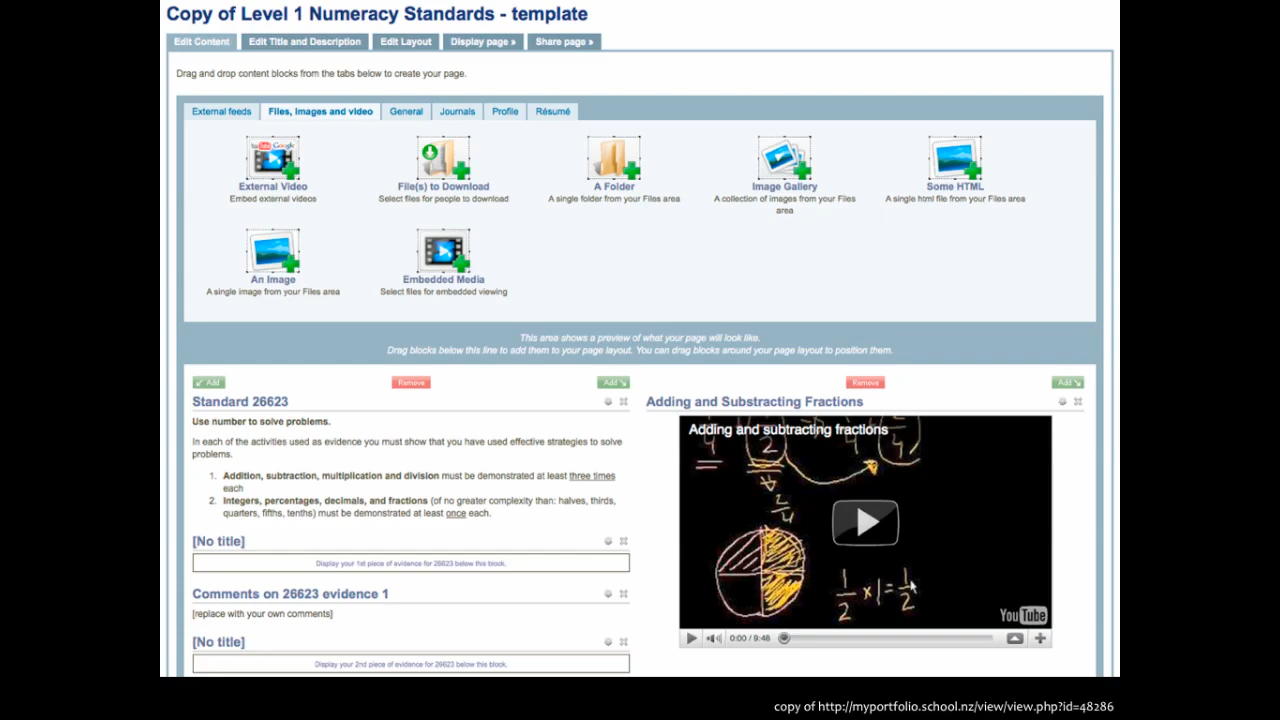 Copy of Level 1 Numeracy Standards - template
Edit Content Edit Title and Description Edit Layout Display page » Share page »
Drag and drop content blocks from the tabs below to create your page.
External feeds Files, images and video General Journals Profile Résumé
External Video File(s) to Download A Folder Image Gallery Some HTML
Embed external videos Select files for people to download A single folder from your Files area A collection of images from your Files A single html file from your Files area
area
An Image Embedded Media
A single image from your Files area Select files for embedded viewing
This area shows a preview of what your page will look like.
Drag blocks below this line to add them to your page layout. You can drag blocks around your page layout to position them.
Add Remove Add Remove Add
Standard 26623
Use number to solve problems.
In each of the activities used as evidence you must show that you have used effective strategies to solve
problems.
1. Addition, subtraction, multiplication and division must be demonstrated at least three times
each
2. Integers, percentages, decimals, and fractions (of no greater complexity than: halves, thirds,
quarters, fifths, tenths) must be demonstrated at least once each.
[No title]
Display your 1st piece of evidence for 26623 below this block.
Comments on 26623 evidence 1
[replace with your own comments]
[No title]
Display your 2nd piece of evidence for 26623 below this block.
Adding and Substracting Fractions
Adding and subtracting fractions
2/4
1/2 x 1 = 1/2
YouTube
0:00 / 9:48
copy of http://myportfolio.school.nz/view/view.php?id=48286